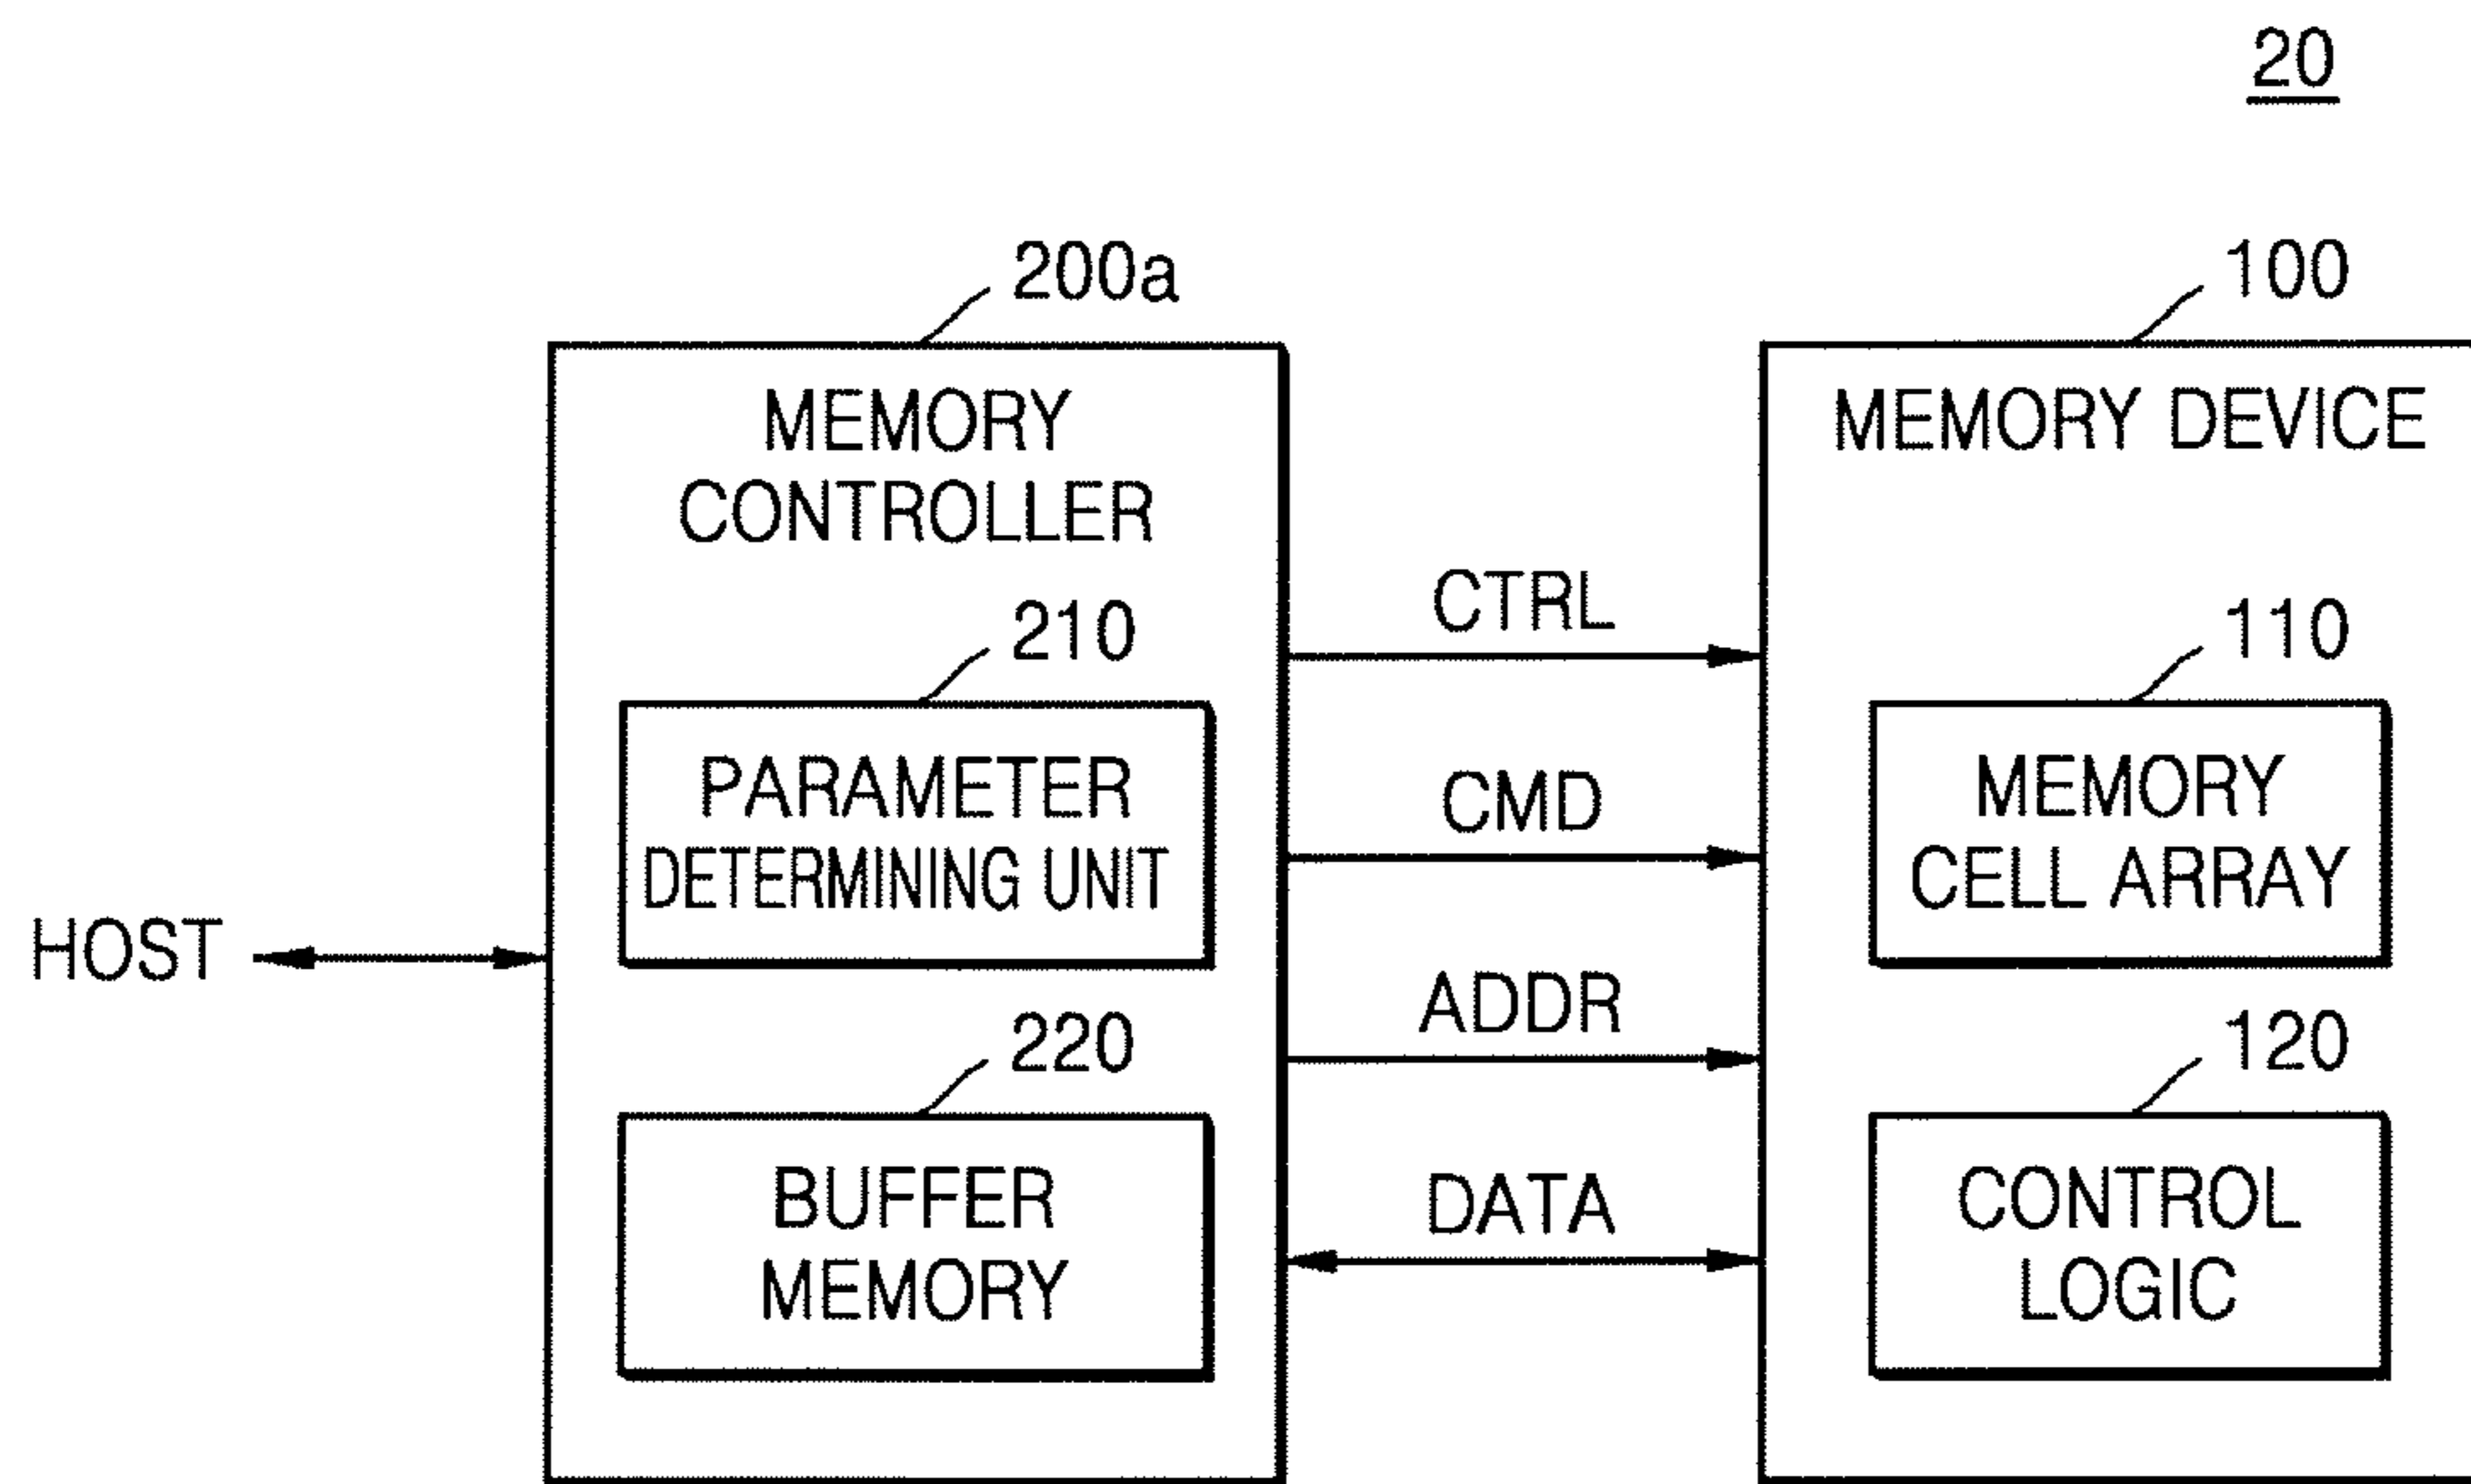 20
200a
100
MEMORY
CONTROLLER
MEMORY DEVICE
CTRL
210
110
PARAMETER
DETERMINING UNIT
CMD
MEMORY
CELL ARRAY
HOST
ADDR
220
120
BUFFER
MEMORY
DATA
CONTROL
LOGIC